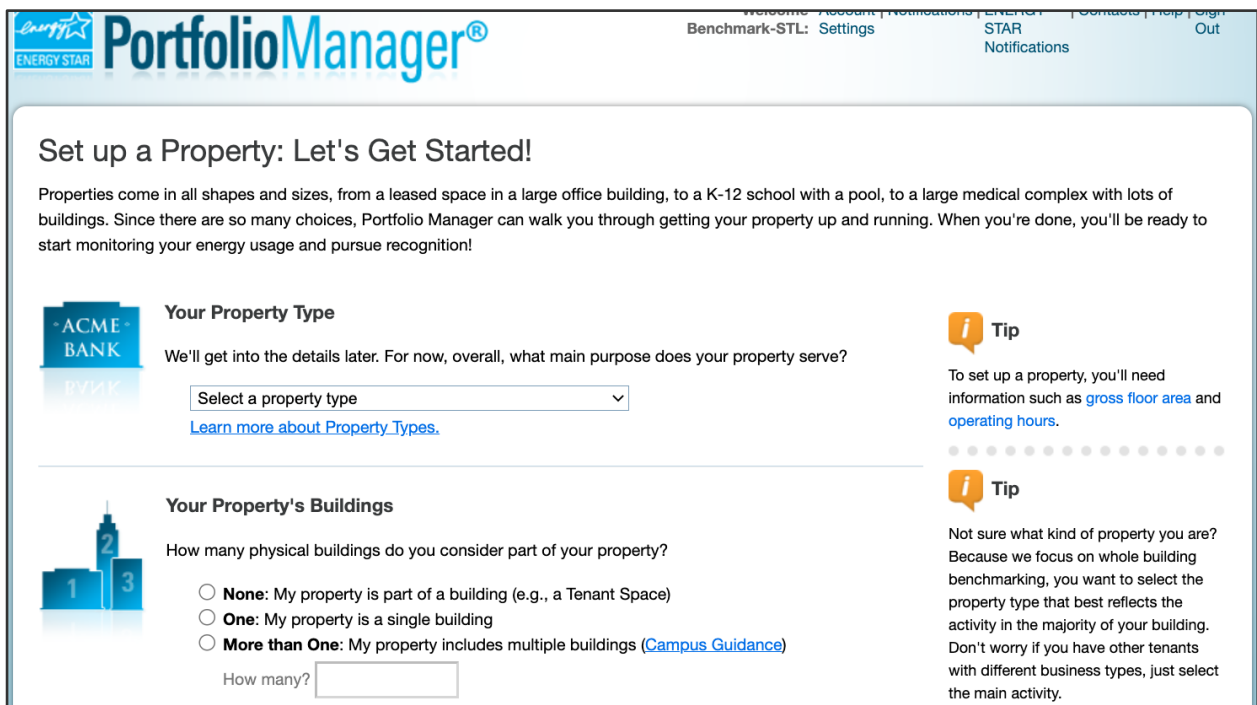 energy
ENERGY STAR
PortfolioManager®
Welcome Account | Notifications | ENERGY | Contacts | Help | Sign
Benchmark-STL: Settings STAR Out
Notifications
Set up a Property: Let's Get Started!
Properties come in all shapes and sizes, from a leased space in a large office building, to a K-12 school with a pool, to a large medical complex with lots of
buildings. Since there are so many choices, Portfolio Manager can walk you through getting your property up and running. When you're done, you'll be ready to
start monitoring your energy usage and pursue recognition!
ACME
BANK
Your Property Type
We'll get into the details later. For now, overall, what main purpose does your property serve?
Select a property type
Learn more about Property Types.
Tip
To set up a property, you'll need
information such as gross floor area and
operating hours.
1 2 3
Your Property's Buildings
How many physical buildings do you consider part of your property?
None: My property is part of a building (e.g., a Tenant Space)
One: My property is a single building
More than One: My property includes multiple buildings (Campus Guidance)
How many?
Tip
Not sure what kind of property you are?
Because we focus on whole building
benchmarking, you want to select the
property type that best reflects the
activity in the majority of your building.
Don't worry if you have other tenants
with different business types, just select
the main activity.